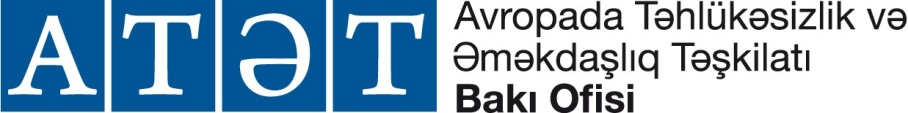 ATƏT
Avropada Təhlükəsizlik və
Əməkdaşlıq Təşkilatı
Bakı Ofisi